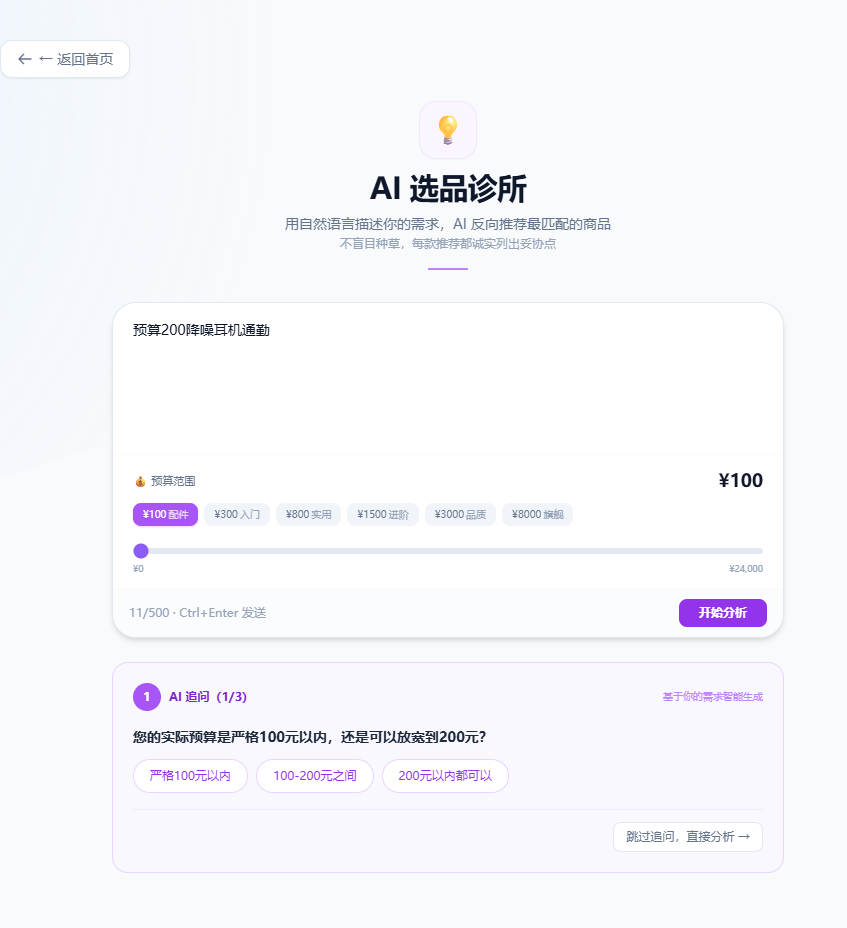 ← ← 返回首页
AI 选品诊所
用自然语言描述你的需求，AI 反向推荐最匹配的商品
不盲目种草，每款推荐都诚实列出妥协点
预算200降噪耳机通勤
预算范围 ¥100
¥100 配件 ¥300 入门 ¥800 实用 ¥1500 进阶 ¥3000 品质 ¥8000 旗舰
¥0 ¥24,000
11/500 · Ctrl+Enter 发送 开始分析
1 AI 追问（1/3） 基于你的需求智能生成
您的实际预算是严格100元以内，还是可以放宽到200元？
严格100元以内 100-200元之间 200元以内都可以
跳过追问，直接分析 →